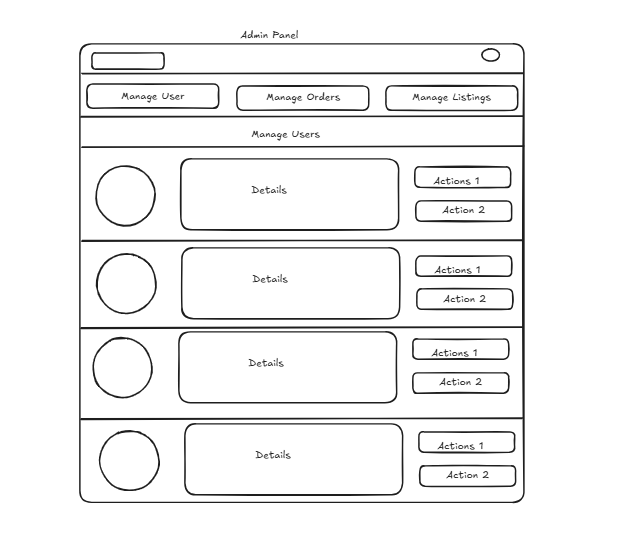 Admin Panel
Manage User
Manage Orders
Manage Listings
Manage Users
Details
Actions 1
Action 2
Details
Actions 1
Action 2
Details
Actions 1
Action 2
Details
Actions 1
Action 2